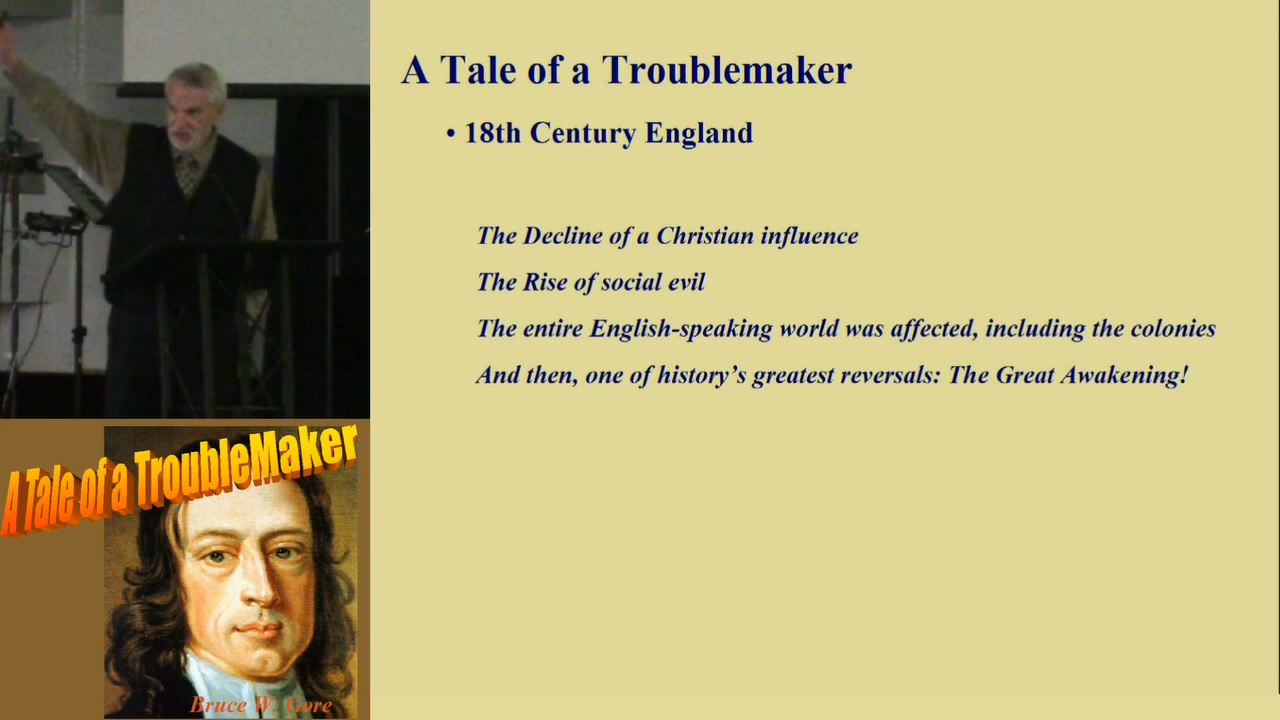 A Tale of a Troublemaker
• 18th Century England
The Decline of a Christian influence
The Rise of social evil
The entire English-speaking world was affected, including the colonies
And then, one of history’s greatest reversals: The Great Awakening!
A Tale of a TroubleMaker
Bruce W. Gore